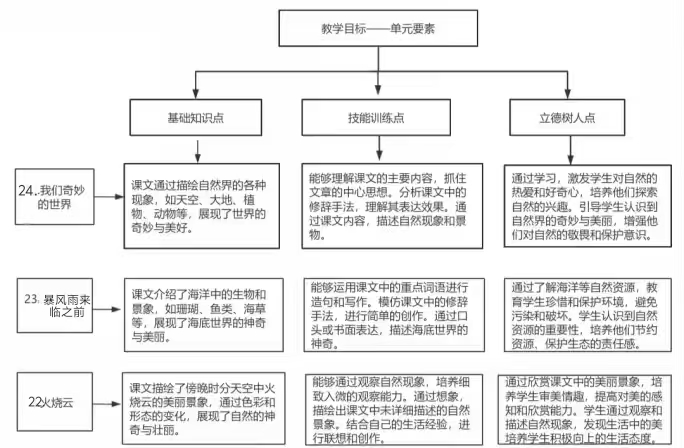 教学目标——单元要素
基础知识点
技能训练点
立德树人点
24..我们奇妙
的世界
课文通过描绘自然界的各种
现象，如天空、大地、植
物、动物等，展现了世界的
奇妙与美好。
能够理解课文的主要内容，抓住
文章的中心思想。分析课文中的
修辞手法，理解其表达效果。通
过课文内容，描述自然现象和景
物。
通过学习，激发学生对自然的
热爱和好奇心，培养他们探索
自然的兴趣。引导学生认识到
自然界的奇妙与美丽，增强他
们对自然的敬畏和保护意识。
23. 暴风雨来
临之前
课文介绍了海洋中的生物和
景象，如珊瑚、鱼类、海草
等，展现了海底世界的神奇
与美丽。
能够运用课文中的重点词语进行
造句和写作。模仿课文中的修辞
手法，进行简单的创作。通过口
头或书面表达，描述海底世界的
神奇。
通过了解海洋等自然资源，教
育学生珍惜和保护环境，避免
污染和破坏。学生认识到自然
资源的重要性，培养他们节约
资源、保护生态的责任感。
22火烧云
课文描绘了傍晚时分天空中火
烧云的美丽景象，通过色彩和
形态的变化，展现了自然的神
奇与壮丽。
能够通过观察自然现象，培养细
致入微的观察能力。通过想象，
描绘出课文中未详细描述的自然
景象。结合自己的生活经验，进
行联想和创作。
通过欣赏课文中的美丽景象，培
养学生审美情趣，提高对美的感
知和欣赏能力。学生通过观察和
描述自然现象，发现生活中的美
培养学生积极向上的生活态度。